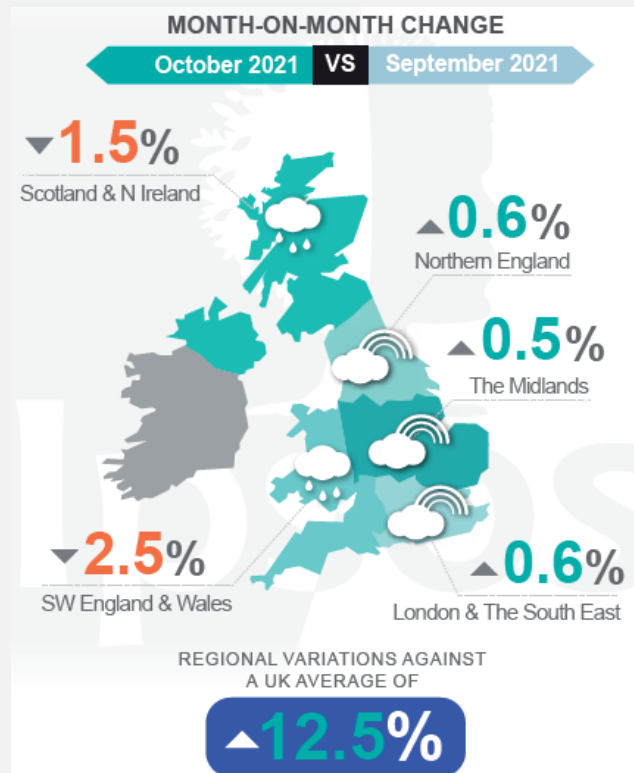 MONTH-ON-MONTH CHANGE
October 2021 VS September 2021
▼1.5%
Scotland & N Ireland
▲0.6%
Northern England
▲0.5%
The Midlands
▼2.5%
SW England & Wales
▲0.6%
London & The South East
REGIONAL VARIATIONS AGAINST
A UK AVERAGE OF
▲12.5%